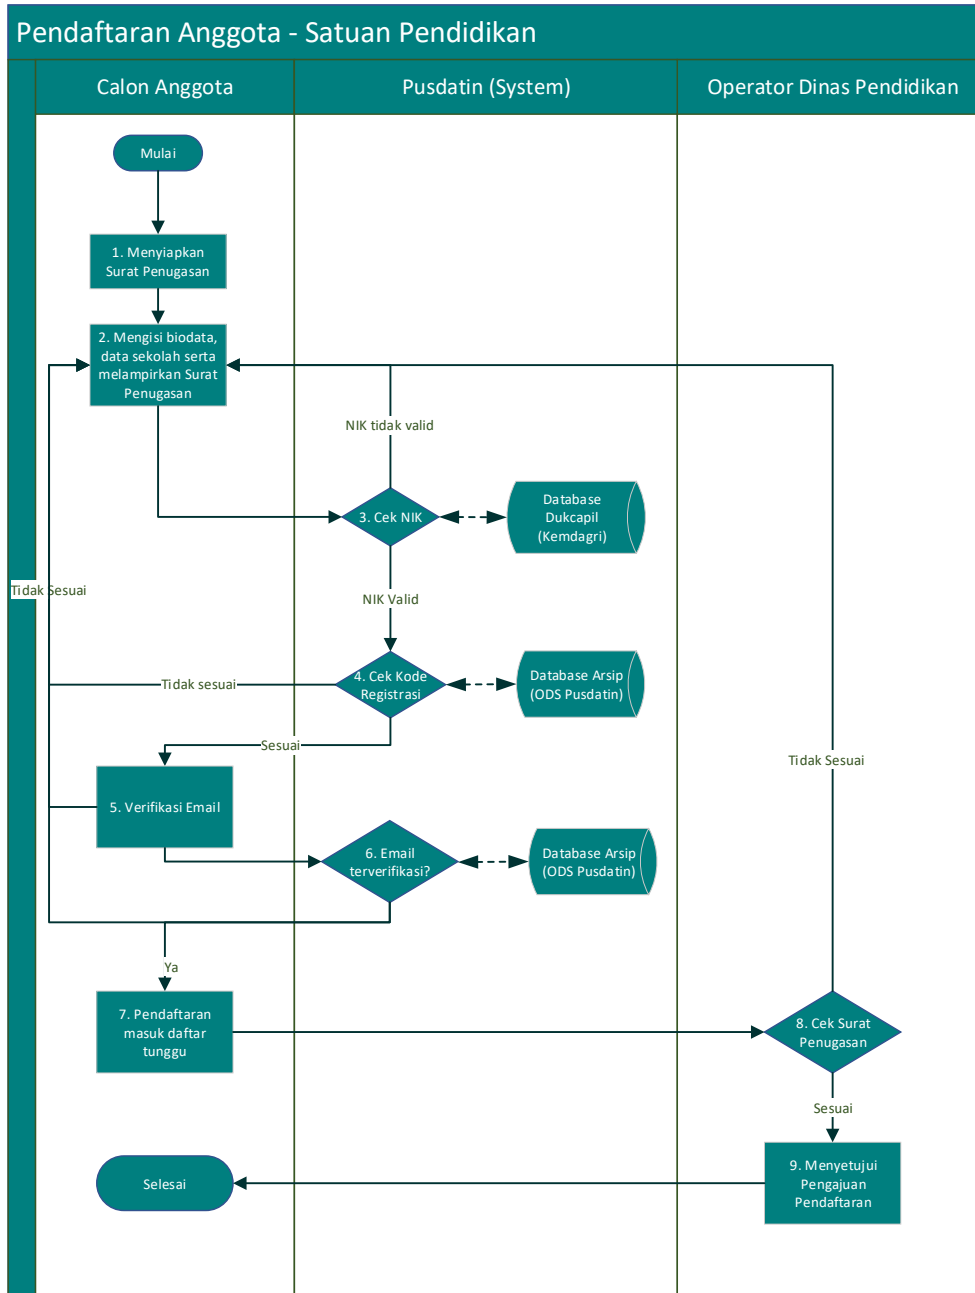 Pendaftaran Anggota - Satuan Pendidikan
Calon Anggota
Pusdatin (System)
Operator Dinas Pendidikan
Mulai
1. Menyiapkan
Surat Penugasan
2. Mengisi biodata,
data sekolah serta
melampirkan Surat
Penugasan
NIK tidak valid
3. Cek NIK
Database
Dukcapil
(Kemdagri)
Tidak Sesuai
NIK Valid
4. Cek Kode
Registrasi
Database Arsip
(ODS Pusdatin)
Tidak sesuai
Sesuai
Tidak Sesuai
5. Verifikasi Email
6. Email
terverifikasi?
Database Arsip
(ODS Pusdatin)
Ya
7. Pendaftaran
masuk daftar
tunggu
8. Cek Surat
Penugasan
Sesuai
9. Menyetujui
Pengajuan
Pendaftaran
Selesai